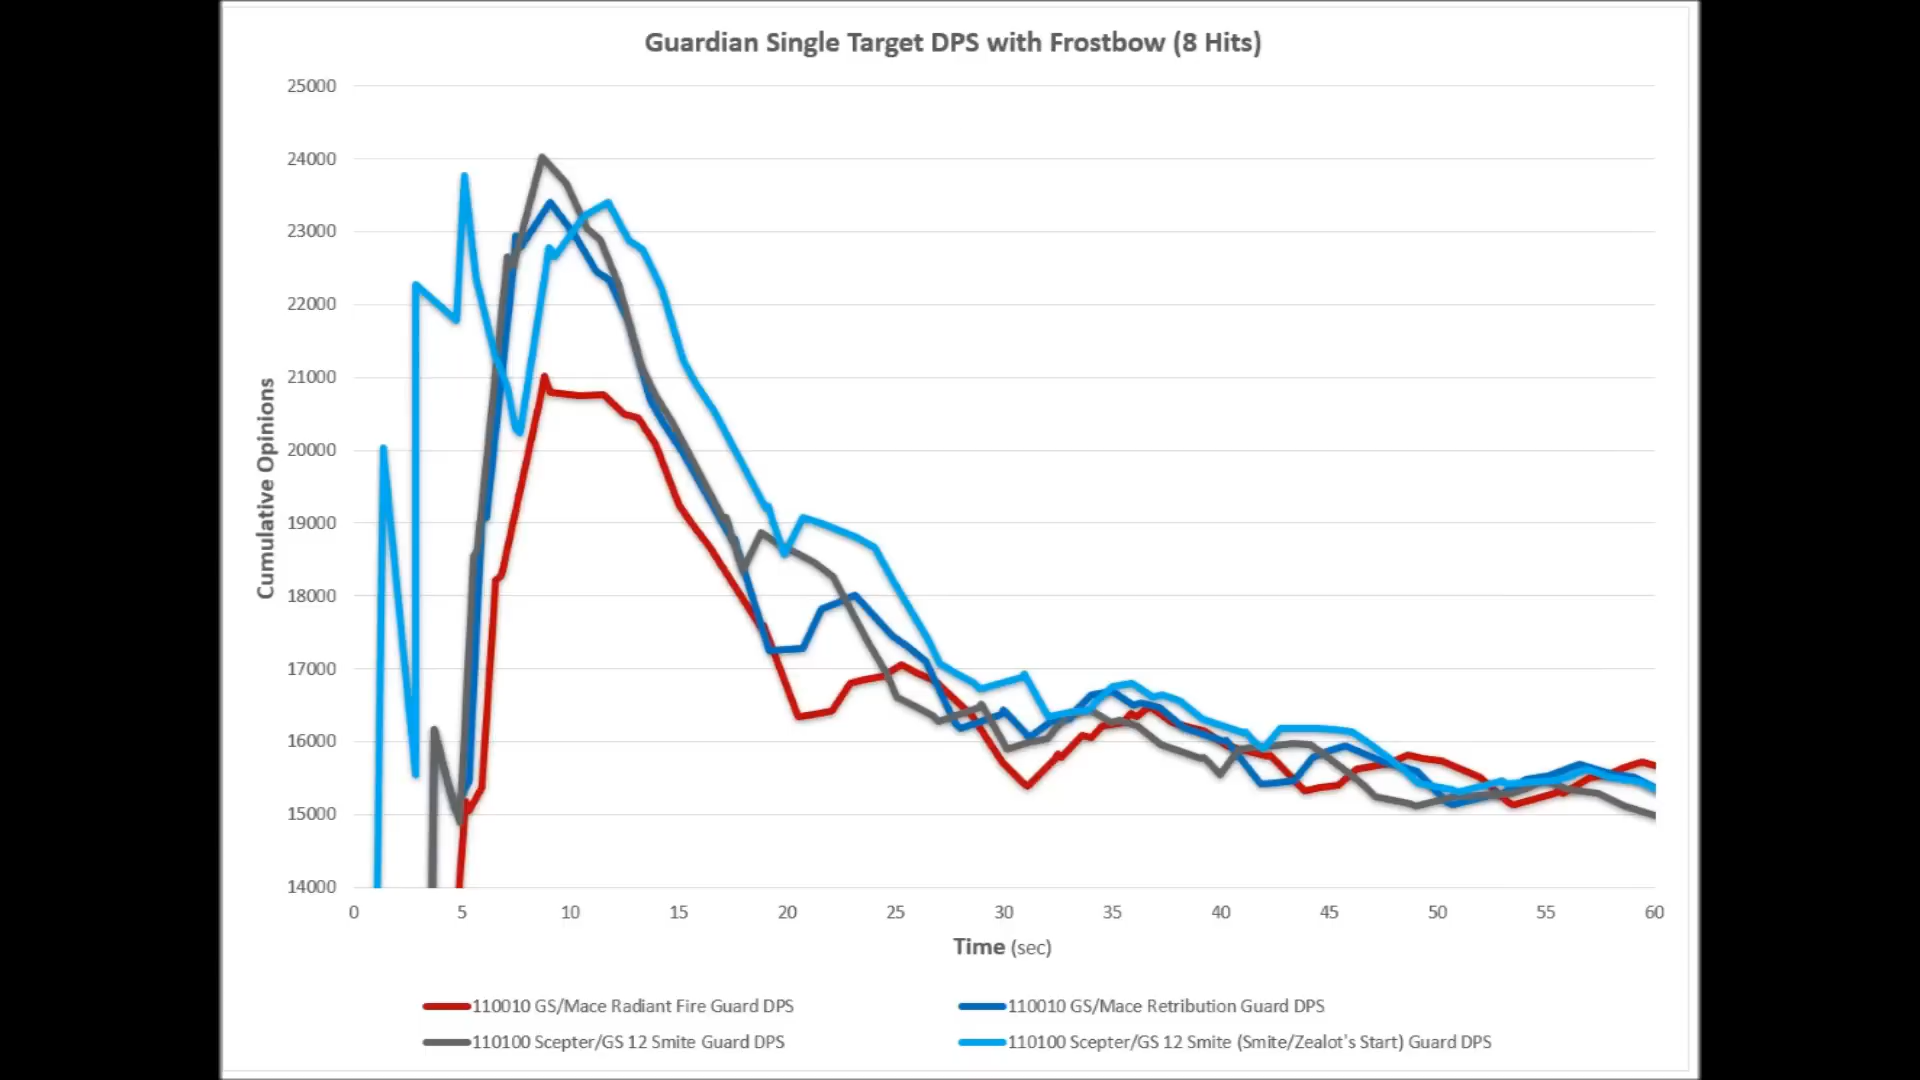 Guardian Single Target DPS with Frostbow (8 Hits)
25000
24000
23000
22000
21000
20000
19000
18000
17000
16000
15000
14000
Cumulative Opinions
0 5 10 15 20 25 30 35 40 45 50 55 60
Time (sec)
110010 GS/Mace Radiant Fire Guard DPS
110010 GS/Mace Retribution Guard DPS
110100 Scepter/GS 12 Smite Guard DPS
110100 Scepter/GS 12 Smite (Smite/Zealot's Start) Guard DPS